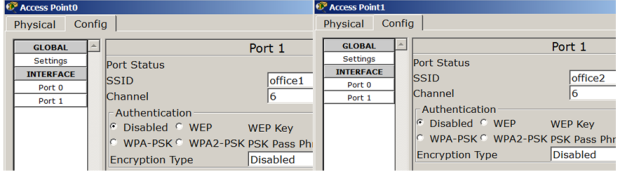 Access Point0
Physical Config
GLOBAL
Settings
INTERFACE
Port 0
Port 1
Port 1
Port Status
SSID office1
Channel 6
Authentication
Disabled WEP WEP Key
WPA-PSK WPA2-PSK PSK Pass Phr
Encryption Type Disabled
Access Point1
Physical Config
GLOBAL
Settings
INTERFACE
Port 0
Port 1
Port 1
Port Status
SSID office2
Channel 6
Authentication
Disabled WEP WEP Key
WPA-PSK WPA2-PSK PSK Pass Phr
Encryption Type Disabled